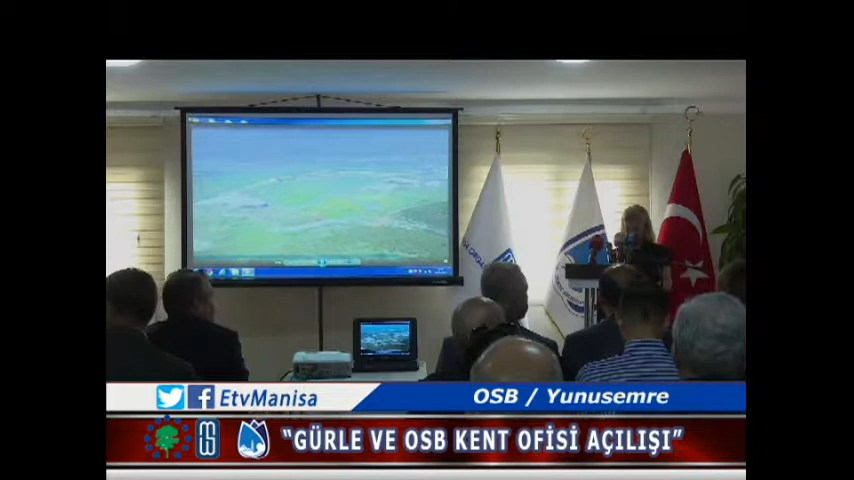 EtvManisa
OSB / Yunusemre
"GÜRLE VE OSB KENT OFİSİ AÇILIŞI"